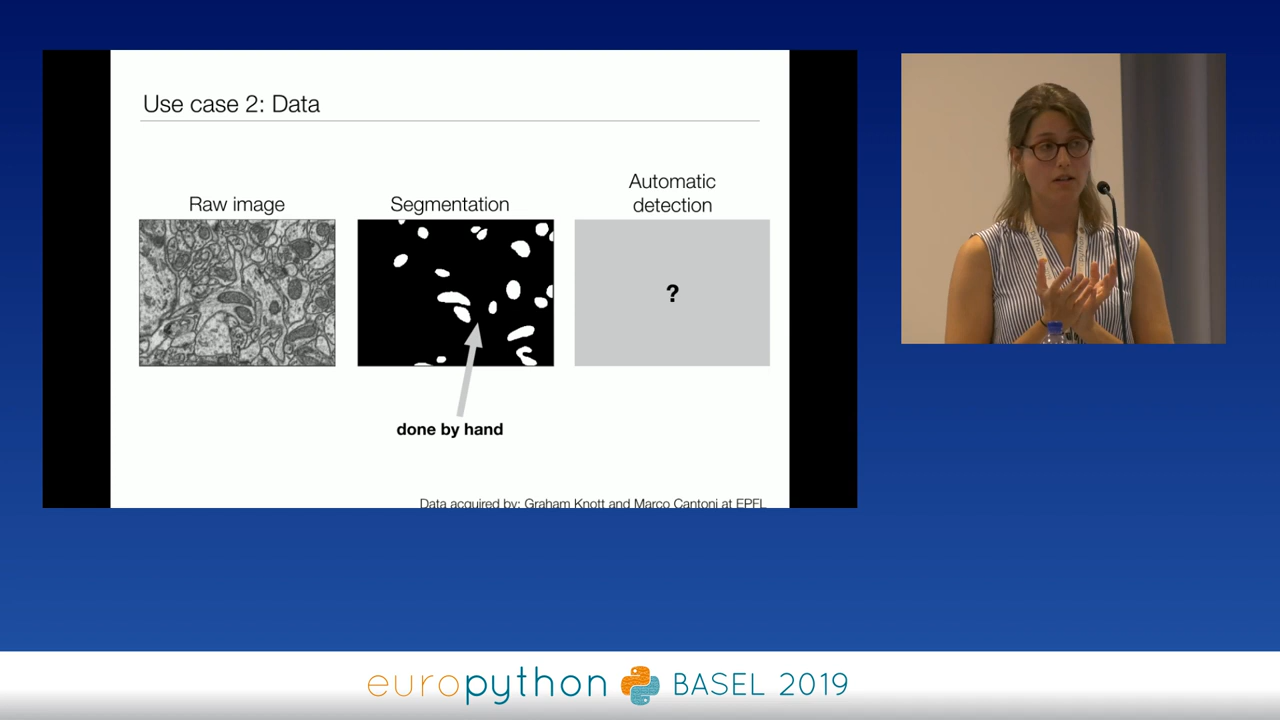 Use case 2: Data
Raw image
Segmentation
Automatic
detection
?
done by hand
Data acquired by: Graham Knott and Marco Cantoni at EPFL
europython BASEL 2019